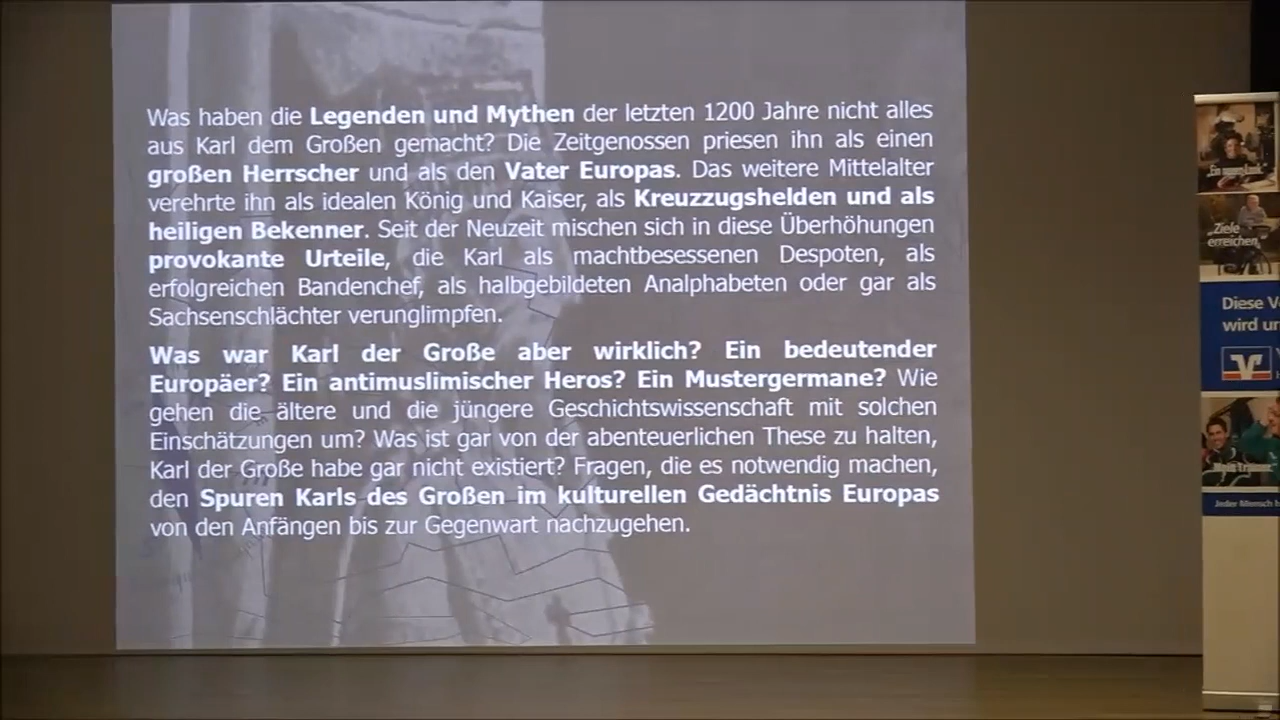 Was haben die Legenden und Mythen der letzten 1200 Jahre nicht alles
aus Karl dem Großen gemacht? Die Zeitgenossen priesen ihn als einen
großen Herrscher und als den Vater Europas. Das weitere Mittelalter
verehrte ihn als idealen König und Kaiser, als Kreuzzugshelden und als
heiligen Bekenner. Seit der Neuzeit mischen sich in diese Überhöhungen
provokante Urteile, die Karl als machtbesessenen Despoten, als
erfolgreichen Bandenchef, als halbgebildeten Analphabeten oder gar als
Sachsenschlächter verunglimpfen.
Was war Karl der Große aber wirklich? Ein bedeutender
Europäer? Ein antimuslimischer Heros? Ein Mustergermane? Wie
gehen die ältere und die jüngere Geschichtswissenschaft mit solchen
Einschätzungen um? Was ist gar von der abenteuerlichen These zu halten,
Karl der Große habe gar nicht existiert? Fragen, die es notwendig machen,
den Spuren Karls des Großen im kulturellen Gedächtnis Europas
von den Anfängen bis zur Gegenwart nachzugehen.
Ziele
erreichen
Diese V
wird un
Jeder Mensch h